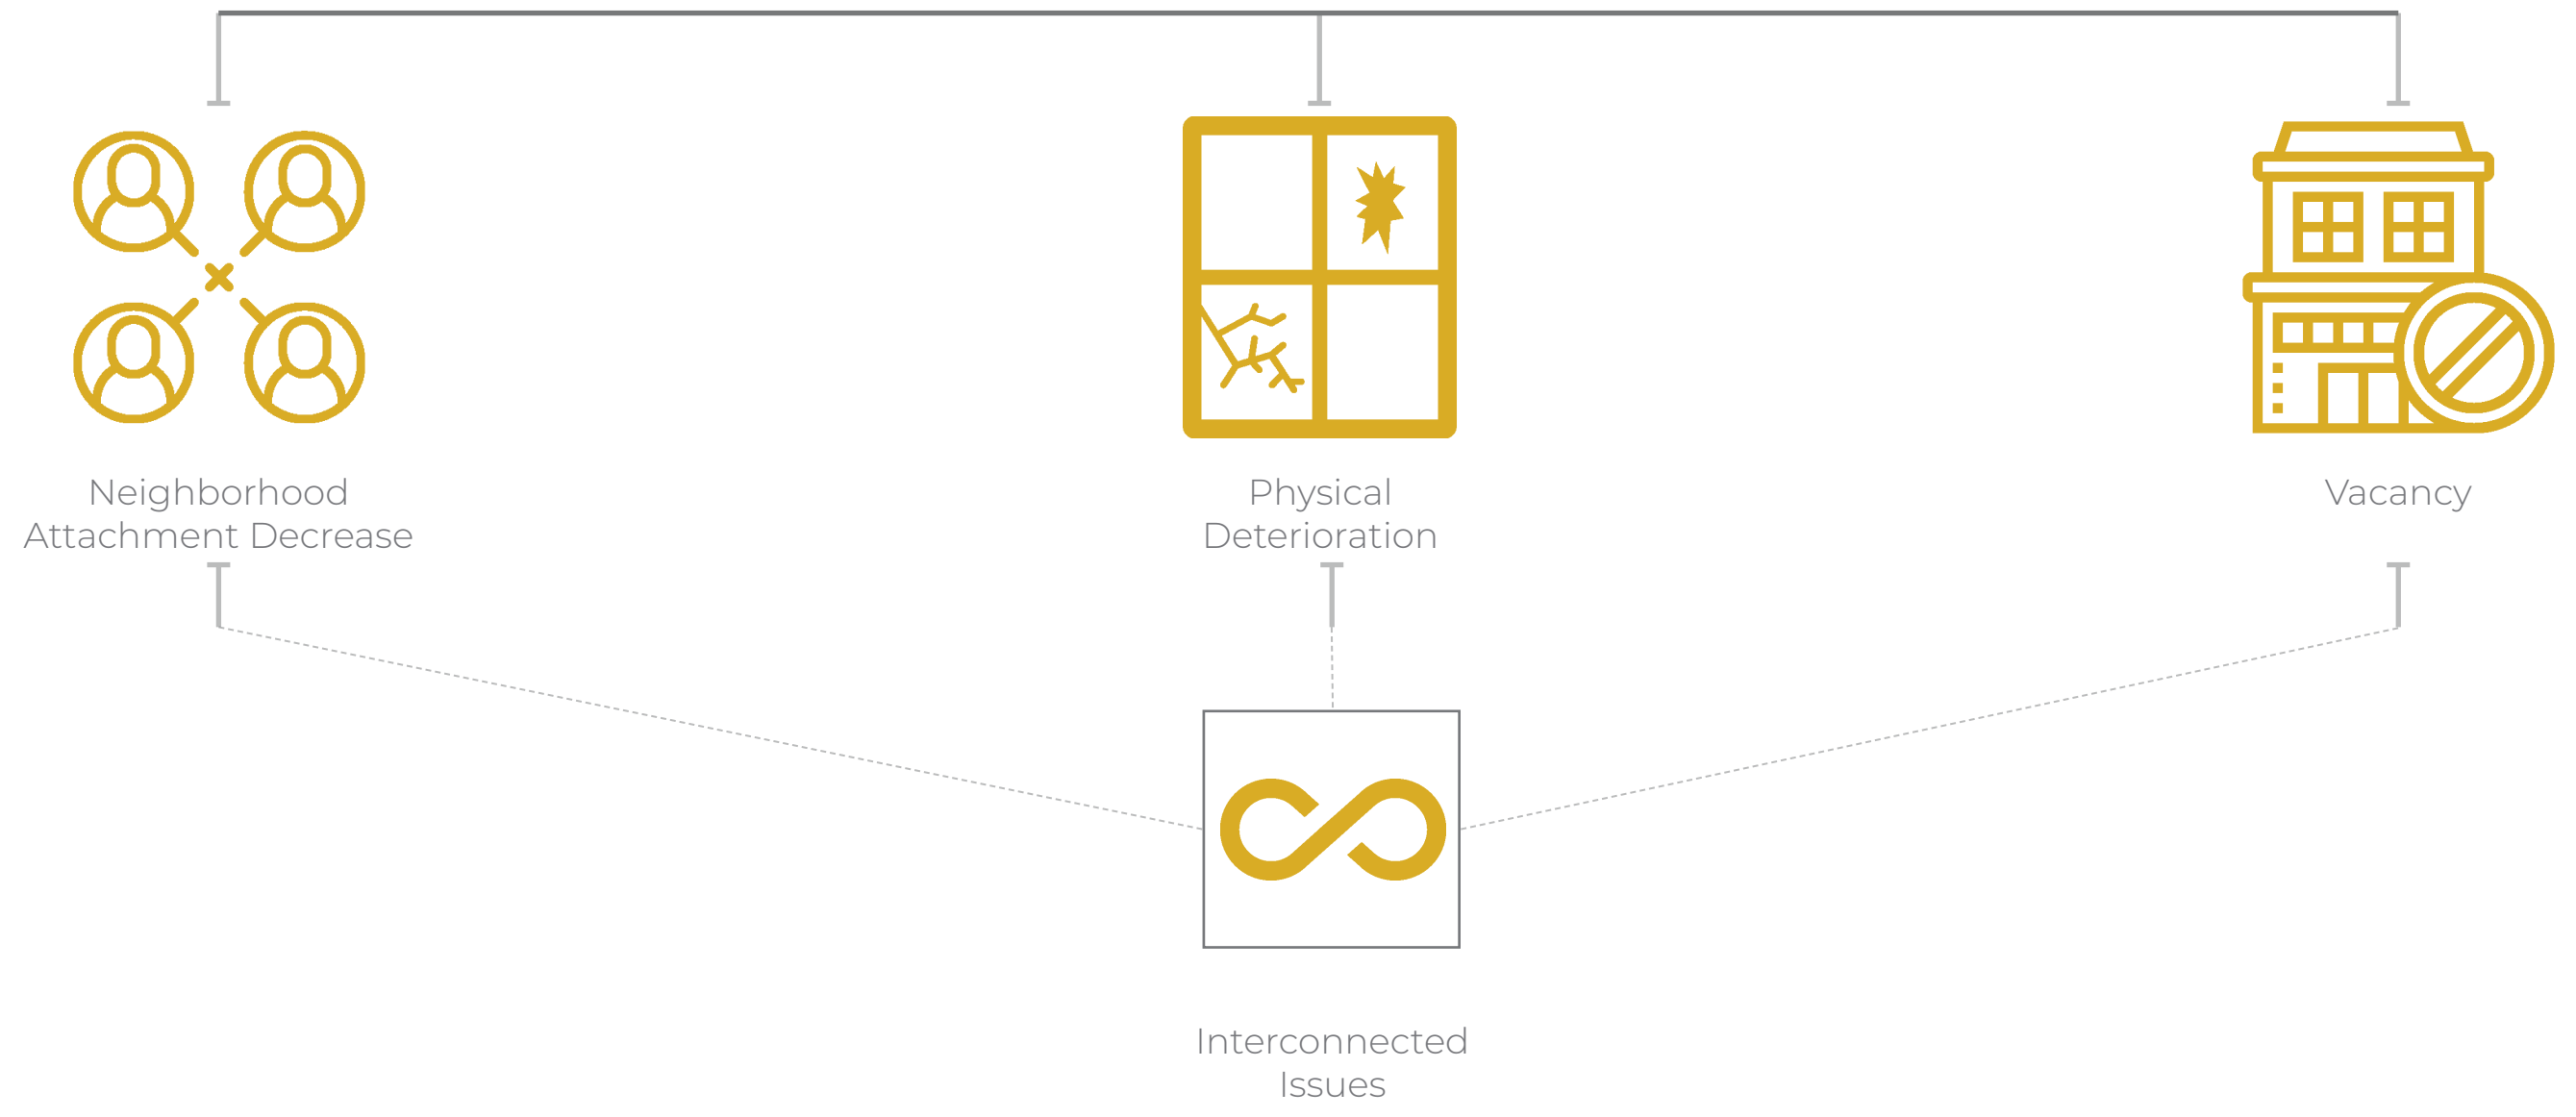 Neighborhood
Attachment Decrease
Physical
Deterioration
Vacancy
Interconnected
Issues